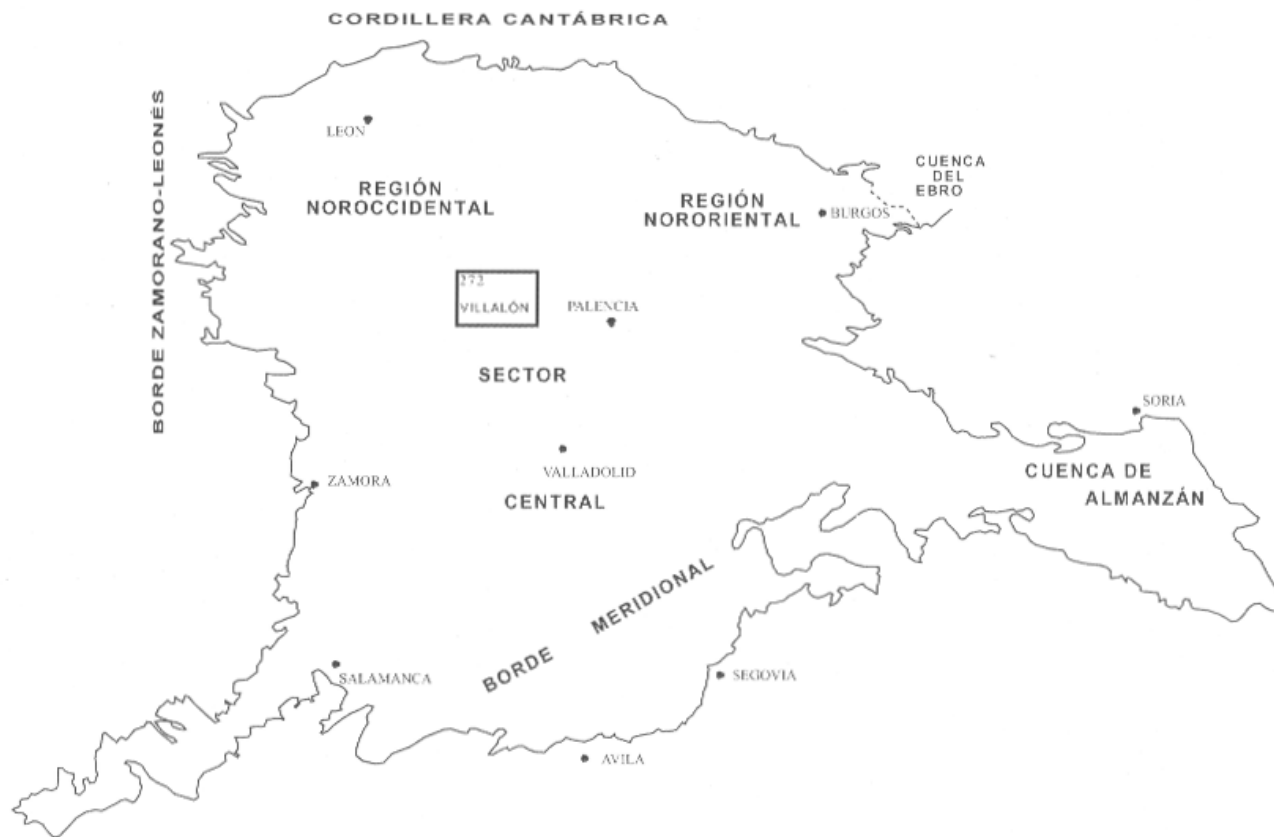 CORDILLERA CANTÁBRICA
BORDE ZAMORANO-LEONÉS
LEON
REGIÓN
NOROCCIDENTAL
REGIÓN
NORORIENTAL
CUENCA
DEL
EBRO
BURGOS
272
VILLALÓN
PALENCIA
SECTOR
SORIA
VALLADOLID
ZAMORA
CENTRAL
CUENCA DE
ALMANZÁN
BORDE MERIDIONAL
SALAMANCA
SEGOVIA
AVILA